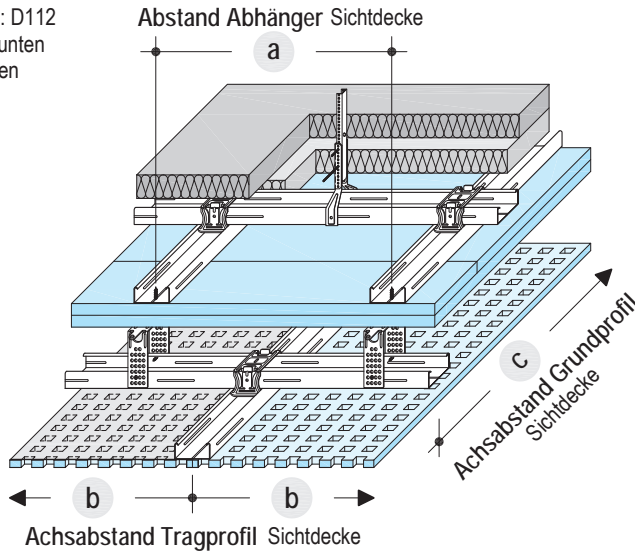 : D112
unten
en
Abstand Abhänger Sichtdecke
a
c
Achsabstand Grundprofil
Sichtdecke
b
b
Achsabstand Tragprofil Sichtdecke